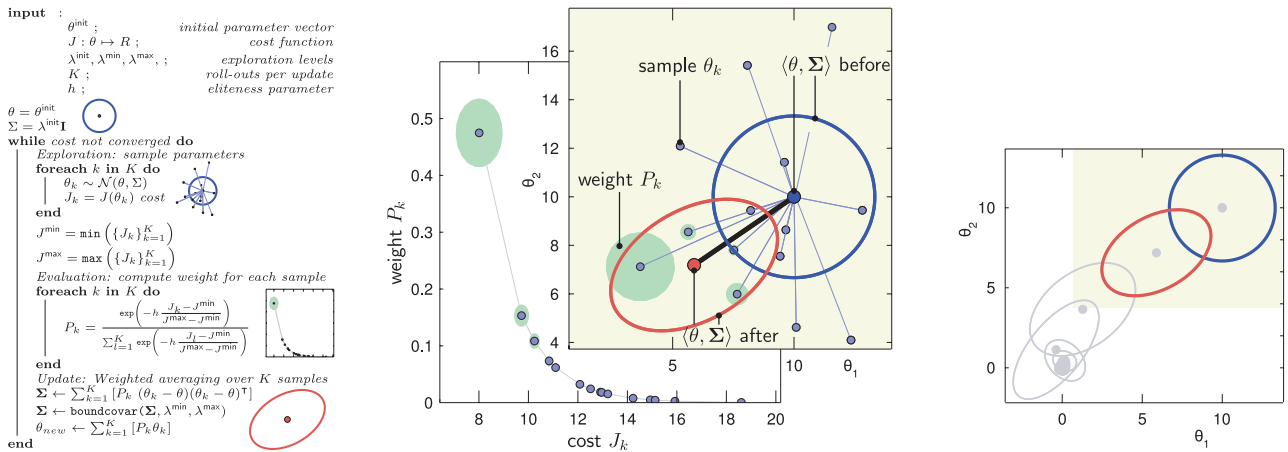 input :
θ^init ; initial parameter vector
J : θ ↦ R ; cost function
λ^init, λ^min, λ^max, ; exploration levels
K ; roll-outs per update
h ; eliteness parameter
θ = θ^init
Σ = λ^init I
while cost not converged do
Exploration: sample parameters
foreach k in K do
θ_k ∼ N(θ, Σ)
J_k = J(θ_k) cost
end
J^min = min ({J_k}_{k=1}^K)
J^max = max ({J_k}_{k=1}^K)
Evaluation: compute weight for each sample
foreach k in K do
P_k = exp(−h (J_k−J^min)/(J^max−J^min)) / ∑_{l=1}^K exp(−h (J_l−J^min)/(J^max−J^min))
end
Update: Weighted averaging over K samples
Σ ← ∑_{k=1}^K [P_k (θ_k − θ)(θ_k − θ)^⊤]
Σ ← boundcovar(Σ, λ^min, λ^max)
θ_new ← ∑_{k=1}^K [P_k θ_k]
end
weight P_k
0.5
0.4
0.3
0.2
0.1
0
8 10 12 14 16 18 20
cost J_k
θ_2
16
14
12
10
8
6
4
5 10
θ_1
sample θ_k
⟨θ, Σ⟩ before
weight P_k
⟨θ, Σ⟩ after
θ_2
10
5
0
0 5 10
θ_1